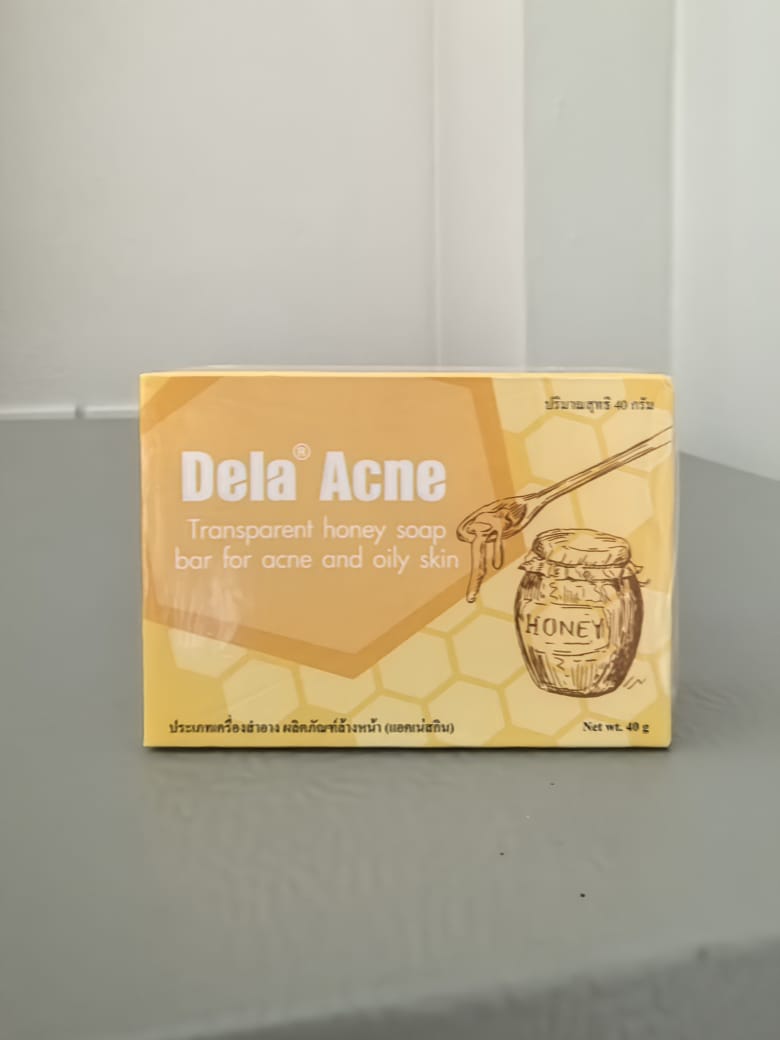 ปริมาณสุทธิ 40 กรัม
Dela® Acne
Transparent honey soap
bar for acne and oily skin
HONEY
ประเภทเครื่องสำอาง ผลิตภัณฑ์ล้างหน้า (แอคเน่สกิน)
Net wt. 40 g